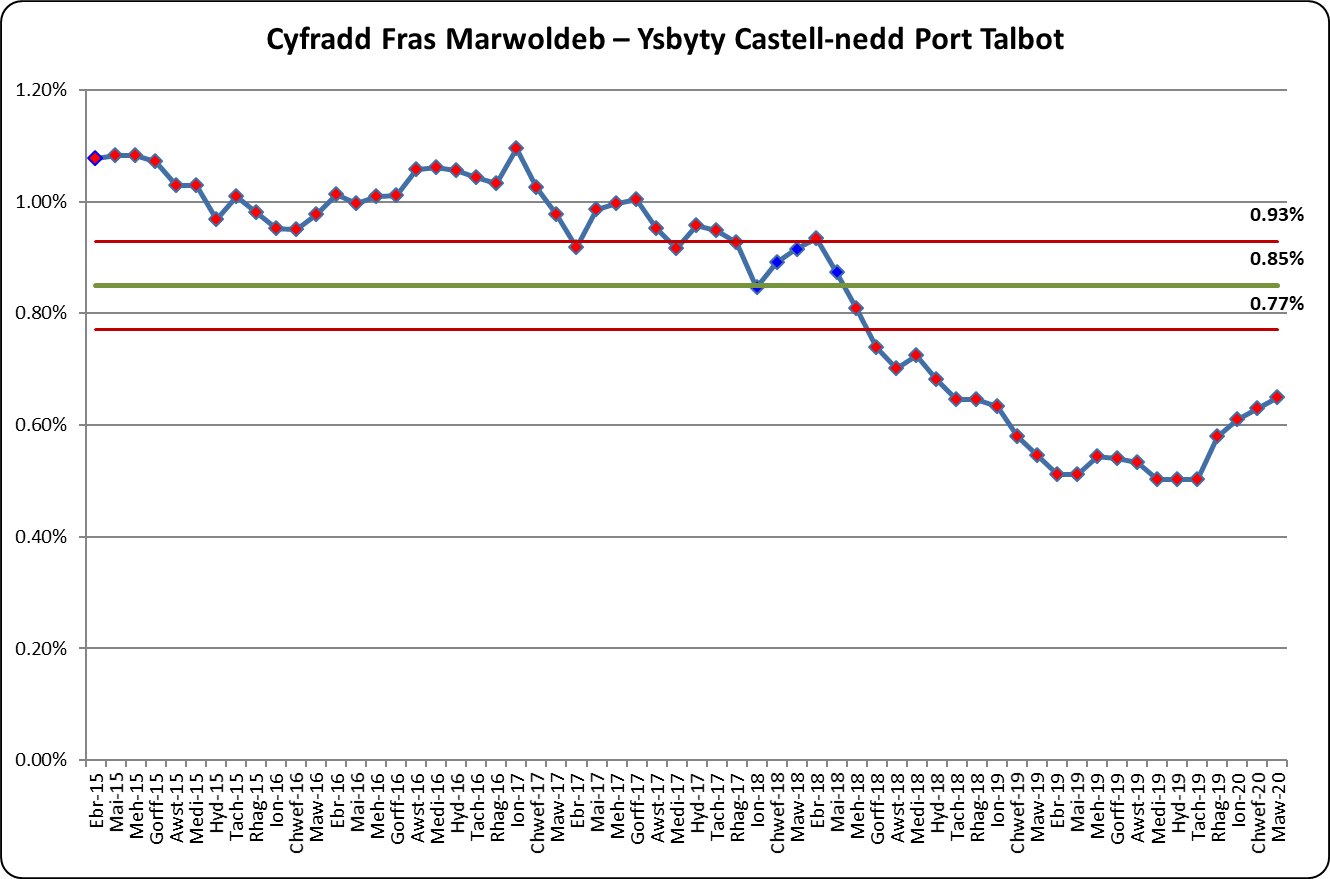 Cyfradd Fras Marwoldeb – Ysbyty Castell-nedd Port Talbot
1.20%
1.00%
0.93%
0.85%
0.80%
0.77%
0.60%
0.40%
0.20%
0.00%
Ebr-15
Mai-15
Meh-15
Gorff-15
Awst-15
Medi-15
Hyd-15
Tach-15
Rhag-15
Ion-16
Chwef-16
Maw-16
Ebr-16
Mai-16
Meh-16
Gorff-16
Awst-16
Medi-16
Hyd-16
Tach-16
Rhag-16
Ion-17
Chwef-17
Maw-17
Ebr-17
Mai-17
Meh-17
Gorff-17
Awst-17
Medi-17
Hyd-17
Tach-17
Rhag-17
Ion-18
Chwef-18
Maw-18
Ebr-18
Mai-18
Meh-18
Gorff-18
Awst-18
Medi-18
Hyd-18
Tach-18
Rhag-18
Ion-19
Chwef-19
Maw-19
Ebr-19
Mai-19
Meh-19
Gorff-19
Awst-19
Medi-19
Hyd-19
Tach-19
Rhag-19
Ion-20
Chwef-20
Maw-20